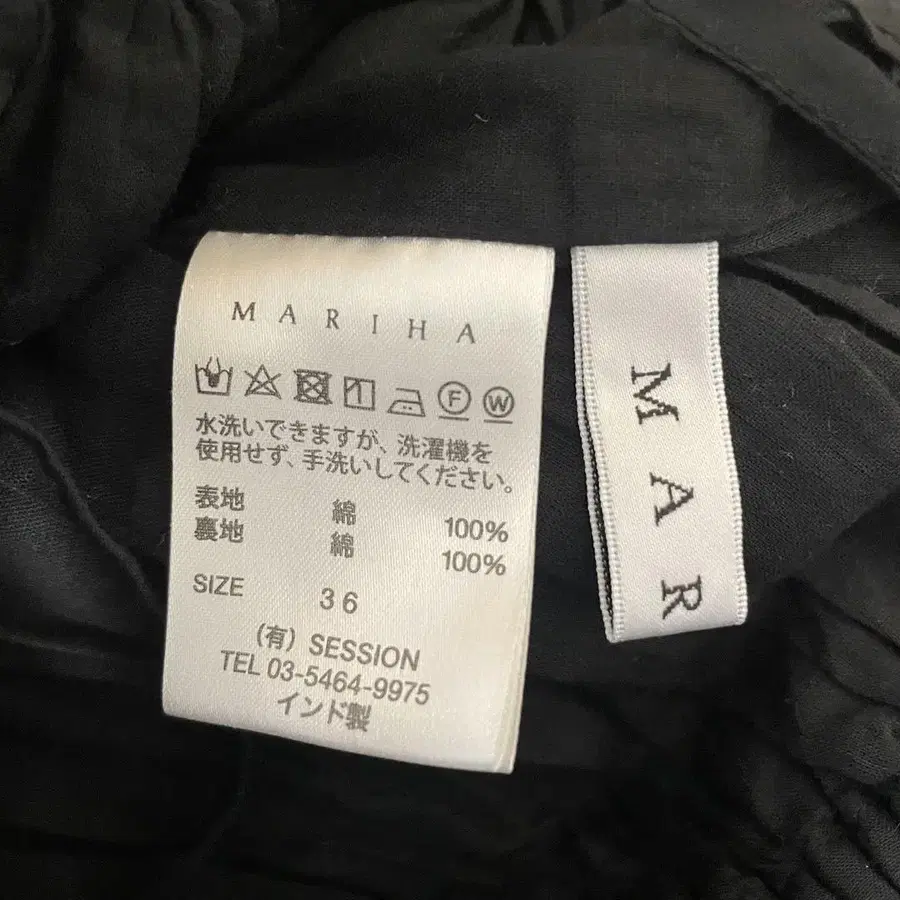 MARIHA
F W
水洗いできますが、洗濯機を
使用せず、手洗いしてください。
表地 綿 100%
裏地 綿 100%
SIZE 36
(有) SESSION
TEL 03-5464-9975
インド製
MAR